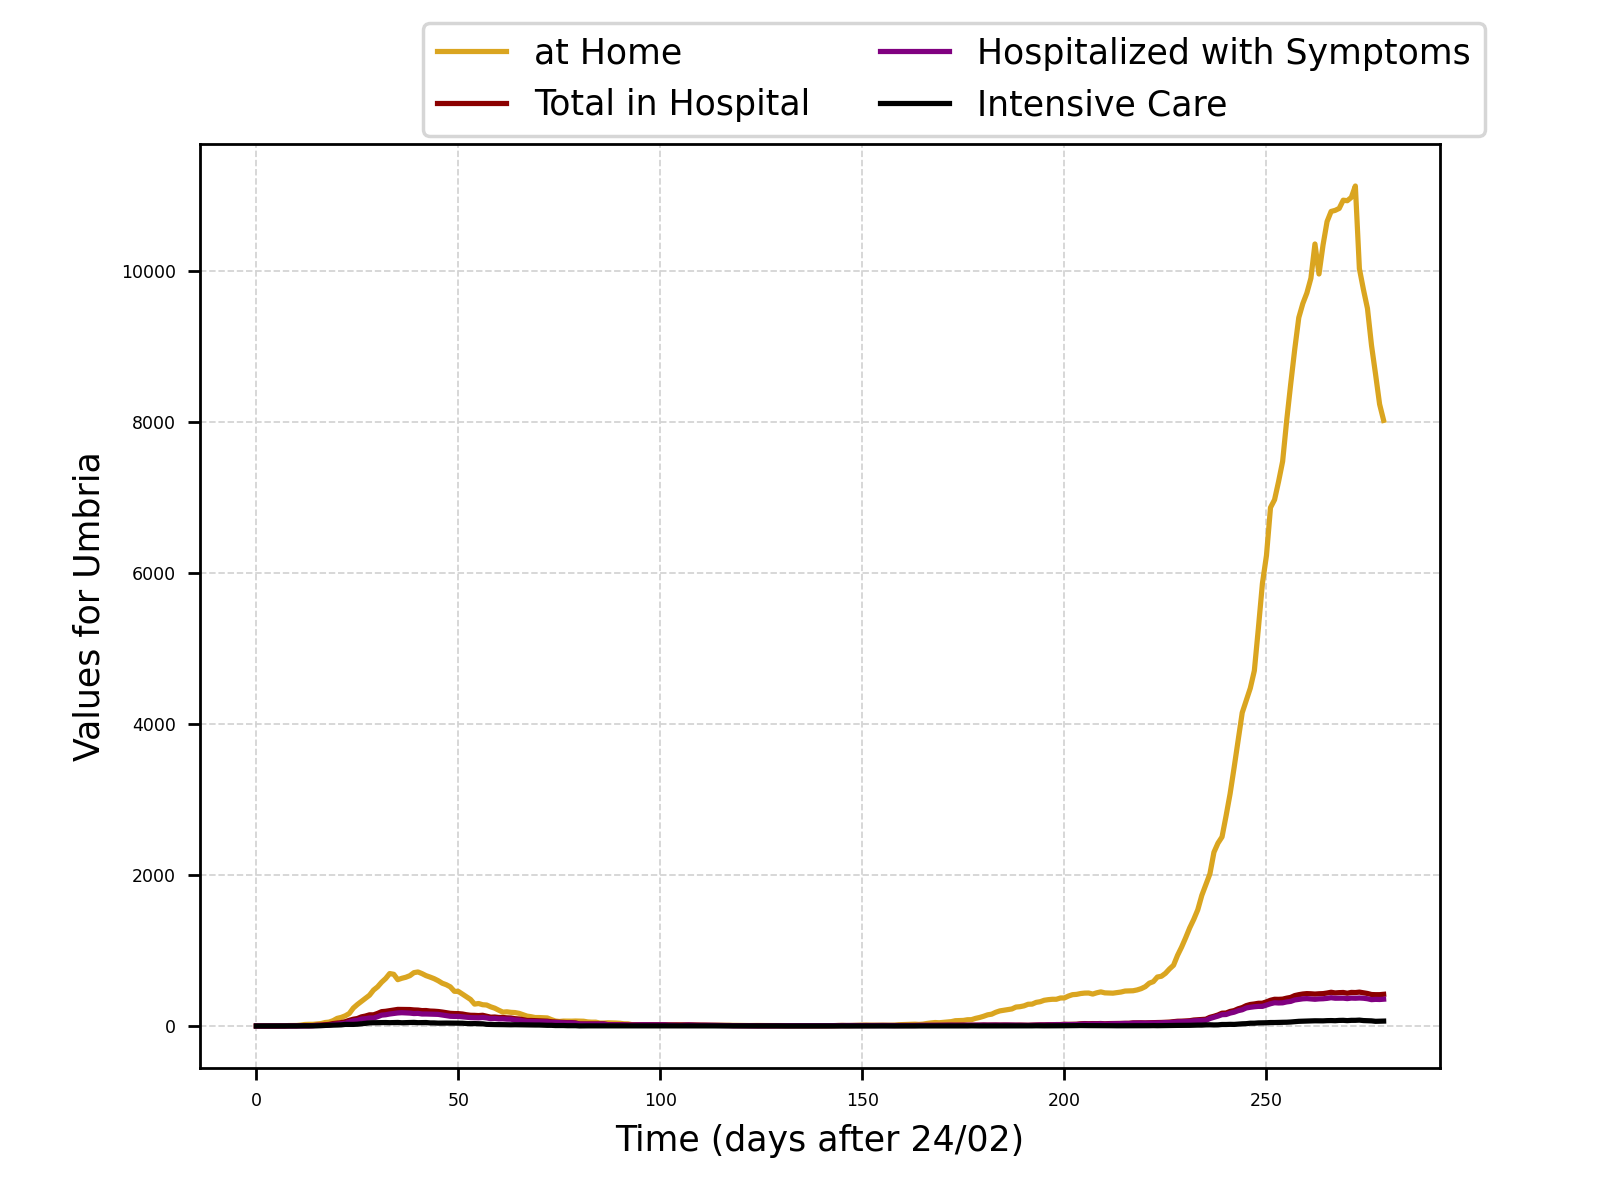 at Home
Total in Hospital
Hospitalized with Symptoms
Intensive Care
Values for Umbria
10000
8000
6000
4000
2000
0
0 50 100 150 200 250
Time (days after 24/02)